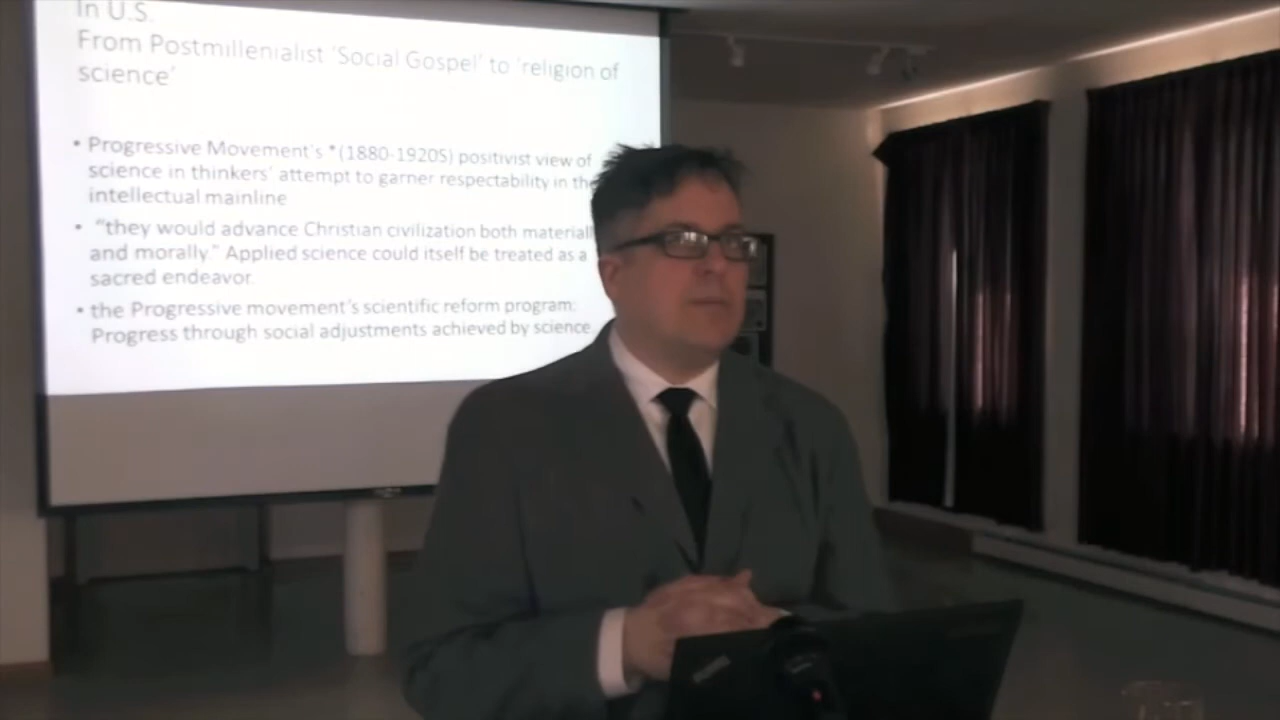 In U.S.
From Postmillenialist 'Social Gospel' to 'religion of
science'
• Progressive Movement's *(1880-1920S) positivist view of
science in thinkers' attempt to garner respectability in the
intellectual mainline
• "they would advance Christian civilization both materiall
and morally." Applied science could itself be treated as a
sacred endeavor.
• the Progressive movement's scientific reform program:
Progress through social adjustments achieved by science.